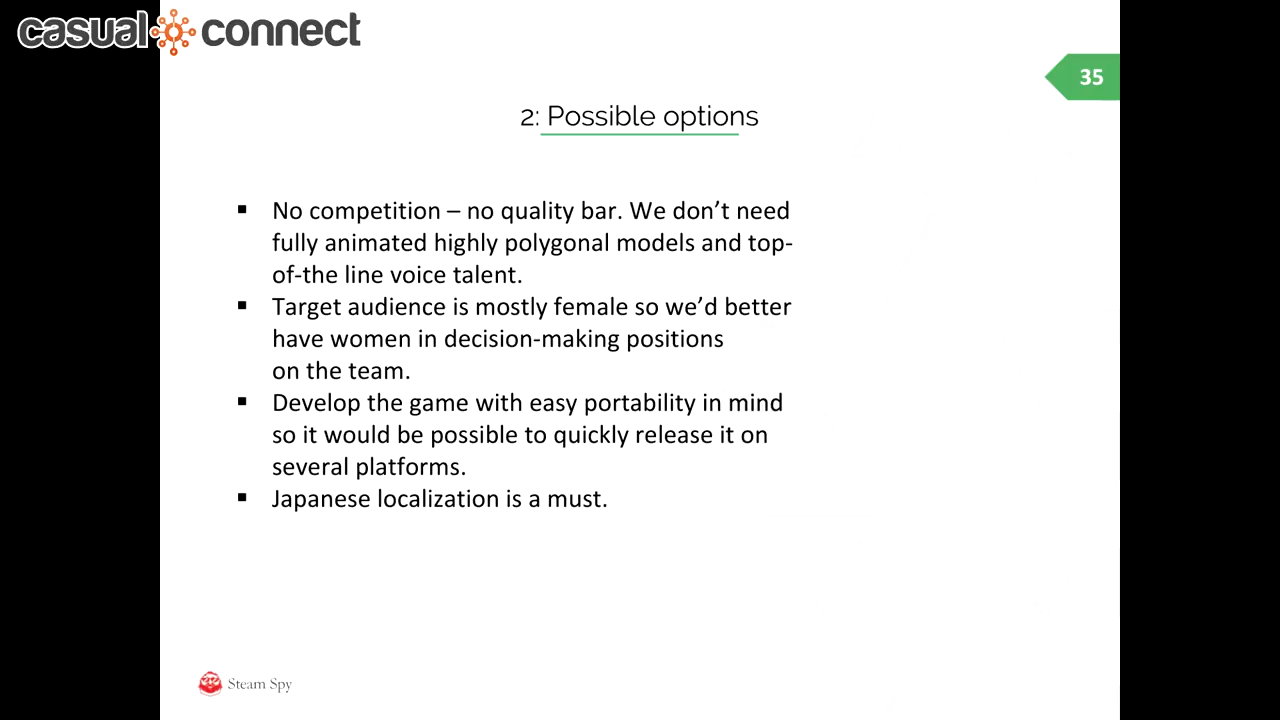 casual connect
35
2: Possible options
▪ No competition – no quality bar. We don’t need
fully animated highly polygonal models and top-
of-the line voice talent.
▪ Target audience is mostly female so we’d better
have women in decision-making positions
on the team.
▪ Develop the game with easy portability in mind
so it would be possible to quickly release it on
several platforms.
▪ Japanese localization is a must.
Steam Spy